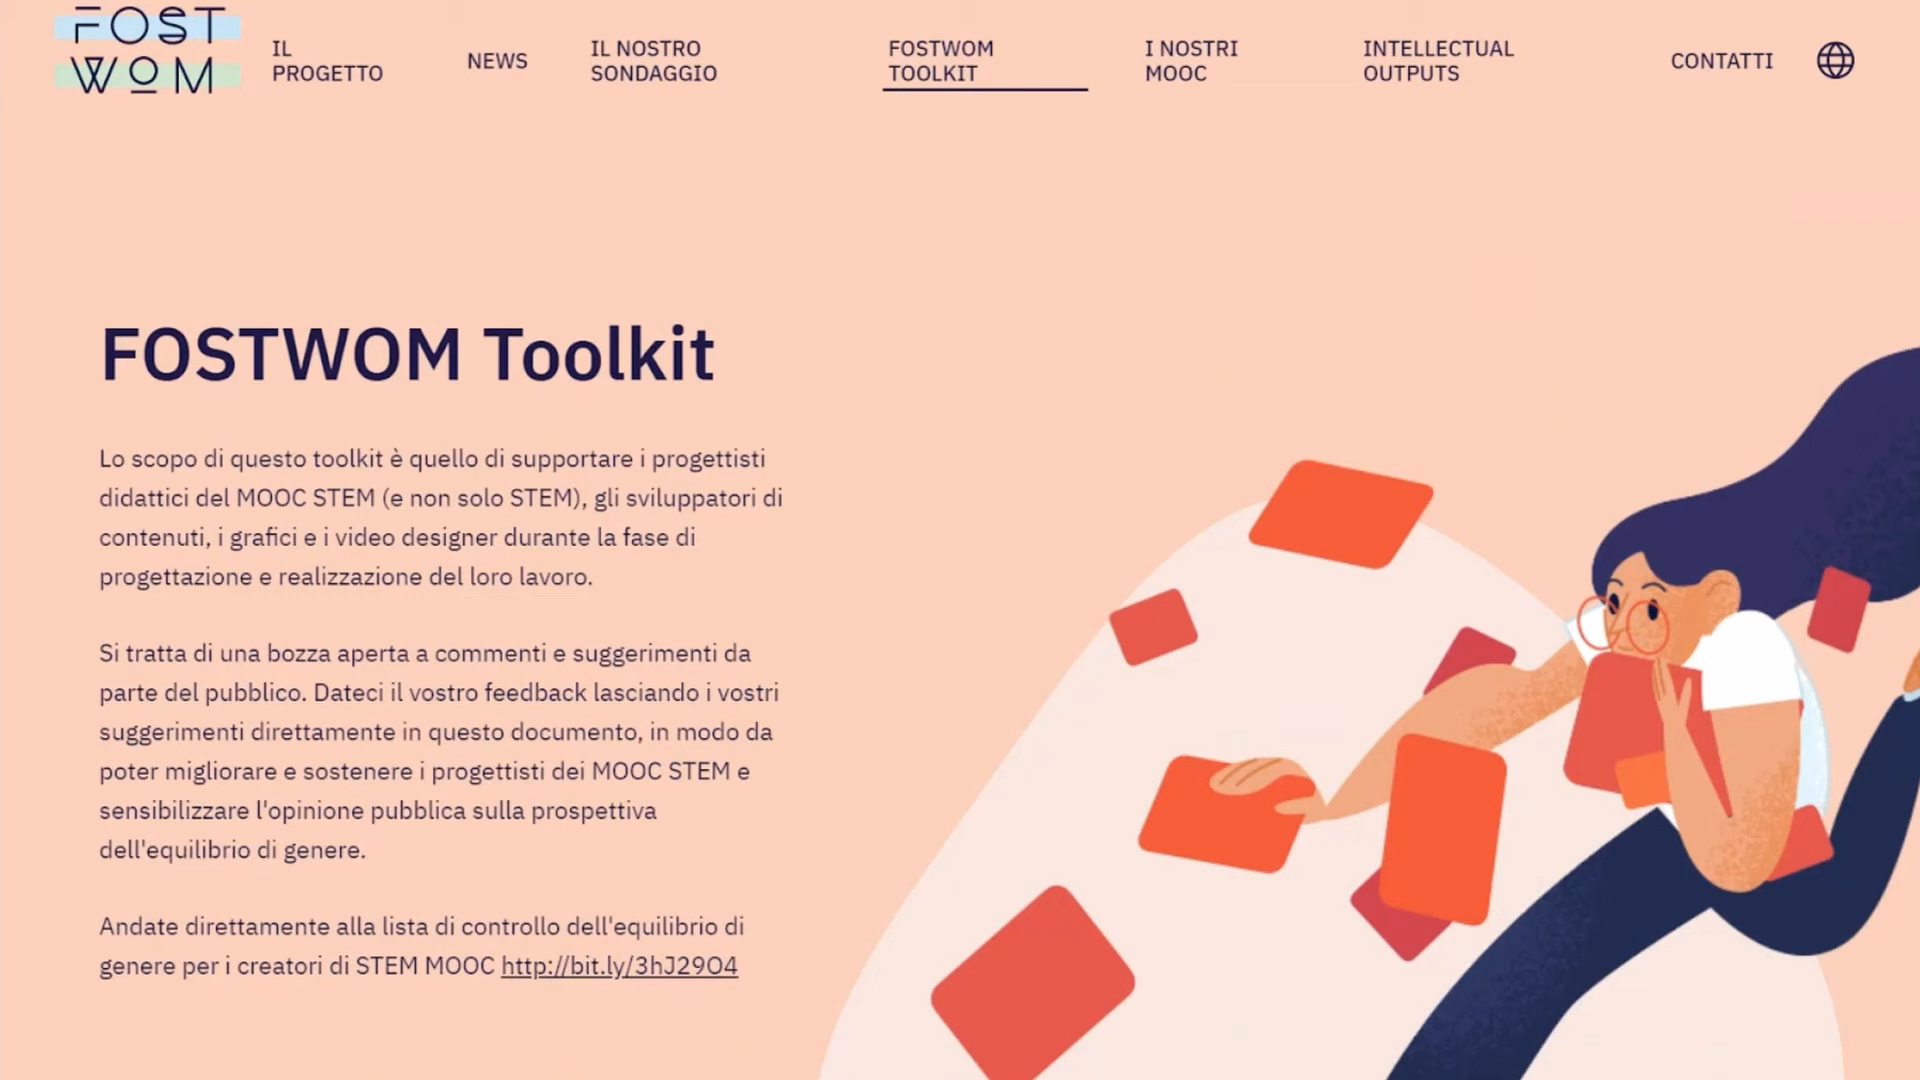 FOST
WOM
IL
PROGETTO
NEWS
IL NOSTRO
SONDAGGIO
FOSTWOM
TOOLKIT
I NOSTRI
MOOC
INTELLECTUAL
OUTPUTS
CONTATTI
FOSTWOM Toolkit
Lo scopo di questo toolkit è quello di supportare i progettisti
didattici del MOOC STEM (e non solo STEM), gli sviluppatori di
contenuti, i grafici e i video designer durante la fase di
progettazione e realizzazione del loro lavoro.
Si tratta di una bozza aperta a commenti e suggerimenti da
parte del pubblico. Dateci il vostro feedback lasciando i vostri
suggerimenti direttamente in questo documento, in modo da
poter migliorare e sostenere i progettisti dei MOOC STEM e
sensibilizzare l'opinione pubblica sulla prospettiva
dell'equilibrio di genere.
Andate direttamente alla lista di controllo dell'equilibrio di
genere per i creatori di STEM MOOC http://bit.ly/3hJ29O4